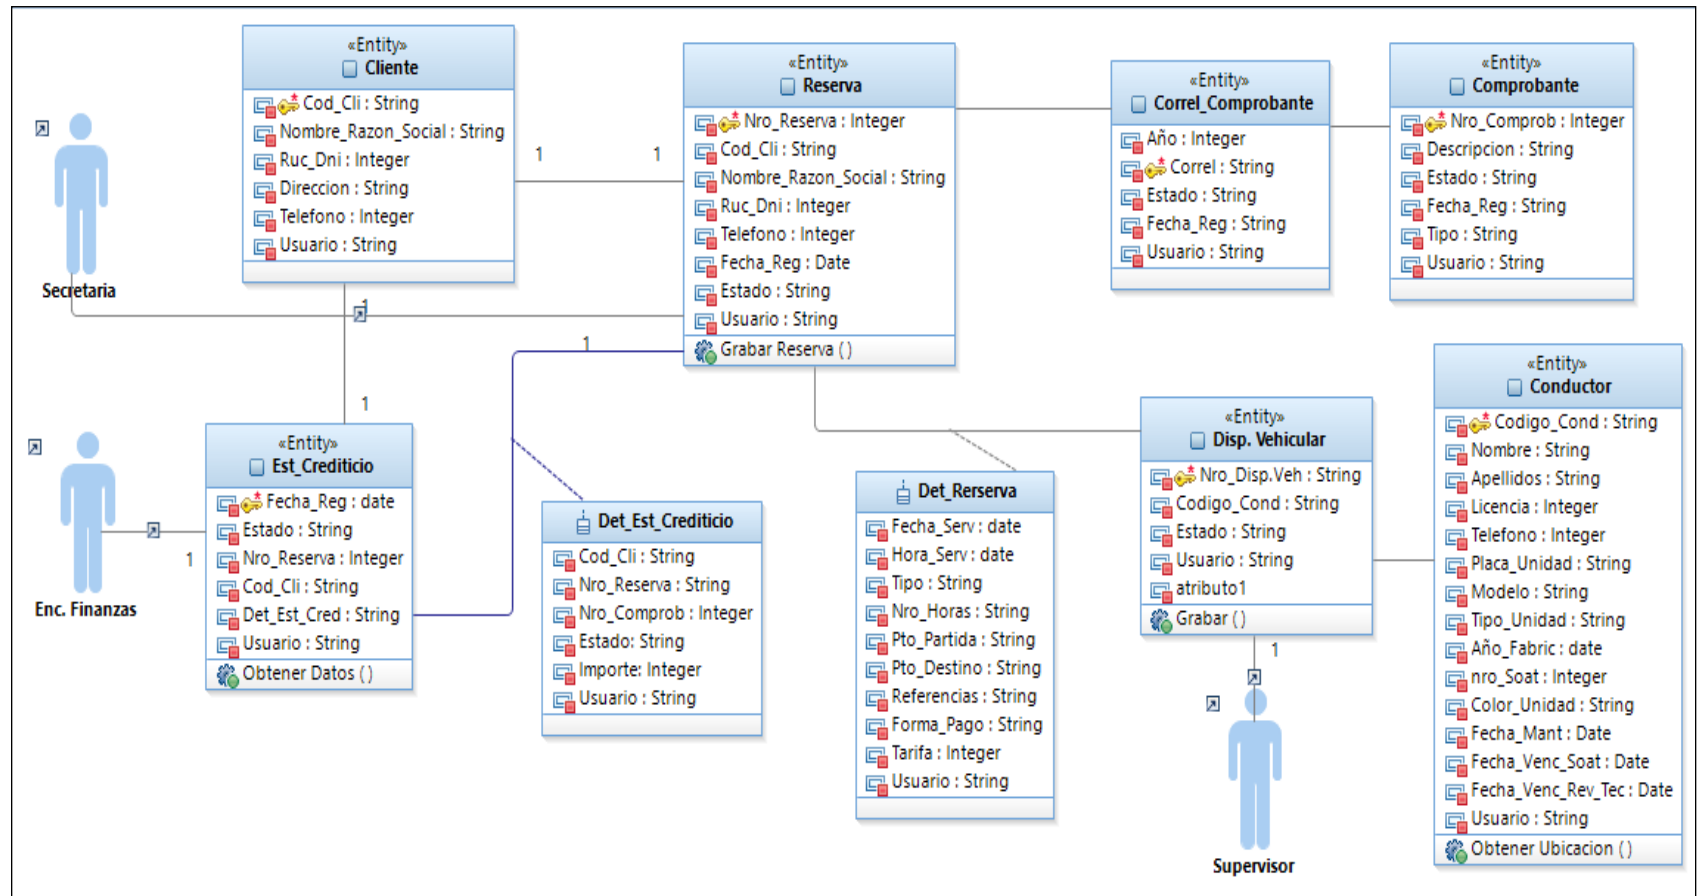 «Entity»
Cliente
Cod_Cli : String
Nombre_Razon_Social : String
Ruc_Dni : Integer
Direccion : String
Telefono : Integer
Usuario : String
«Entity»
Reserva
Nro_Reserva : Integer
Cod_Cli : String
Nombre_Razon_Social : String
Ruc_Dni : Integer
Telefono : Integer
Fecha_Reg : Date
Estado : String
Usuario : String
Grabar Reserva ( )
«Entity»
Correl_Comprobante
Año : Integer
Correl : String
Estado : String
Fecha_Reg : String
Usuario : String
«Entity»
Comprobante
Nro_Comprob : Integer
Descripcion : String
Estado : String
Fecha_Reg : String
Tipo : String
Usuario : String
1
1
Secretaria
1
1
1
«Entity»
Est_Crediticio
Fecha_Reg : date
Estado : String
Nro_Reserva : Integer
Cod_Cli : String
Det_Est_Cred : String
Usuario : String
Obtener Datos ( )
1
Enc. Finanzas
Det_Est_Crediticio
Cod_Cli : String
Nro_Reserva : String
Nro_Comprob : Integer
Estado: String
Importe: Integer
Usuario : String
Det_Rerserva
Fecha_Serv : date
Hora_Serv : date
Tipo : String
Nro_Horas : String
Pto_Partida : String
Pto_Destino : String
Referencias : String
Forma_Pago : String
Tarifa : Integer
Usuario : String
«Entity»
Disp. Vehicular
Nro_Disp.Veh : String
Codigo_Cond : String
Estado : String
Usuario : String
atributo1
Grabar ( )
1
Supervisor
«Entity»
Conductor
Codigo_Cond : String
Nombre : String
Apellidos : String
Licencia : Integer
Telefono : Integer
Placa_Unidad : String
Modelo : String
Tipo_Unidad : String
Año_Fabric : date
nro_Soat : Integer
Color_Unidad : String
Fecha_Mant : Date
Fecha_Venc_Soat : Date
Fecha_Venc_Rev_Tec : Date
Usuario : String
Obtener Ubicacion ( )